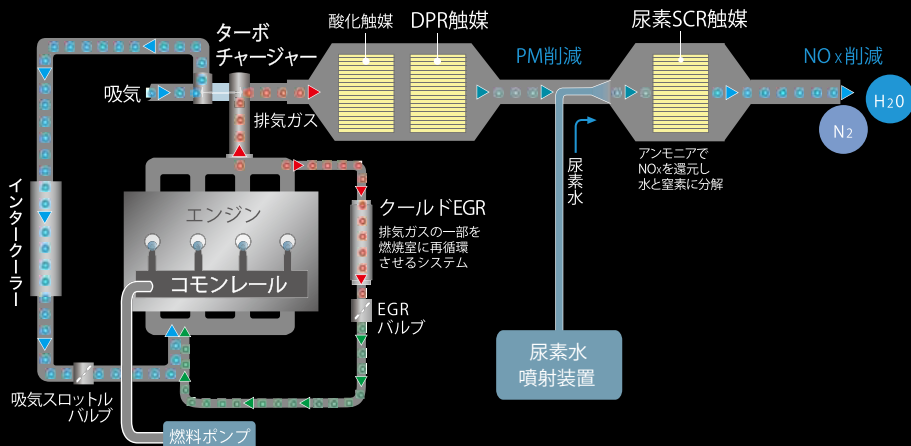 ターボ
チャージャー
酸化触媒
DPR触媒
尿素SCR触媒
PM削減
NOx削減
吸気
排気ガス
H2O
N2
尿素水
アンモニアで
NOxを還元し
水と窒素に分解
インタークーラー
エンジン
コモンレール
クールドEGR
排気ガスの一部を
燃焼室に再循環
させるシステム
EGR
バルブ
尿素水
噴射装置
吸気スロットル
バルブ
燃料ポンプ